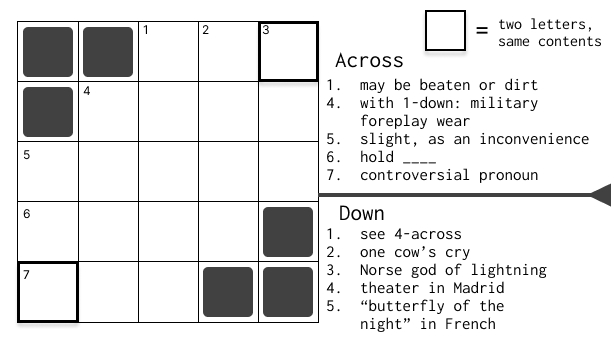 1 2 3
= two letters,
same contents
Across
4
1. may be beaten or dirt
4. with 1-down: military
foreplay wear
5
5. slight, as an inconvenience
6. hold ____
7. controversial pronoun
6
Down
1. see 4-across
2. one cow's cry
3. Norse god of lightning
7
4. theater in Madrid
5. “butterfly of the
night” in French